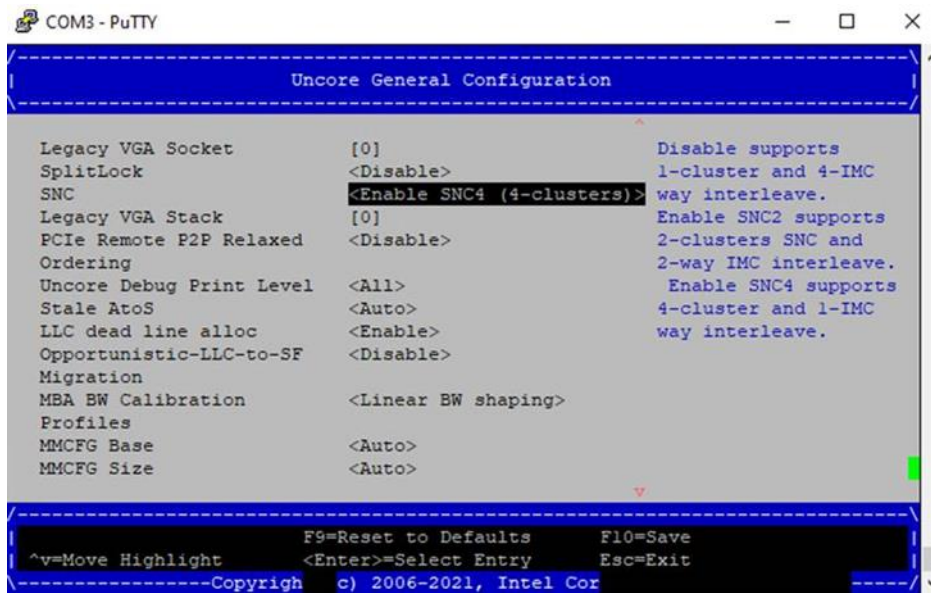 COM3 - PuTTY
Uncore General Configuration
Legacy VGA Socket [0] Disable supports
SplitLock <Disable> 1-cluster and 4-IMC
SNC <Enable SNC4 (4-clusters)> way interleave.
Legacy VGA Stack [0] Enable SNC2 supports
PCIe Remote P2P Relaxed <Disable> 2-clusters SNC and
Ordering 2-way IMC interleave.
Uncore Debug Print Level <All> Enable SNC4 supports
Stale AtoS <Auto> 4-cluster and 1-IMC
LLC dead line alloc <Enable> way interleave.
Opportunistic-LLC-to-SF <Disable>
Migration
MBA BW Calibration <Linear BW shaping>
Profiles
MMCFG Base <Auto>
MMCFG Size <Auto>
F9=Reset to Defaults F10=Save
^v=Move Highlight <Enter>=Select Entry Esc=Exit
Copyrigh c) 2006-2021, Intel Cor